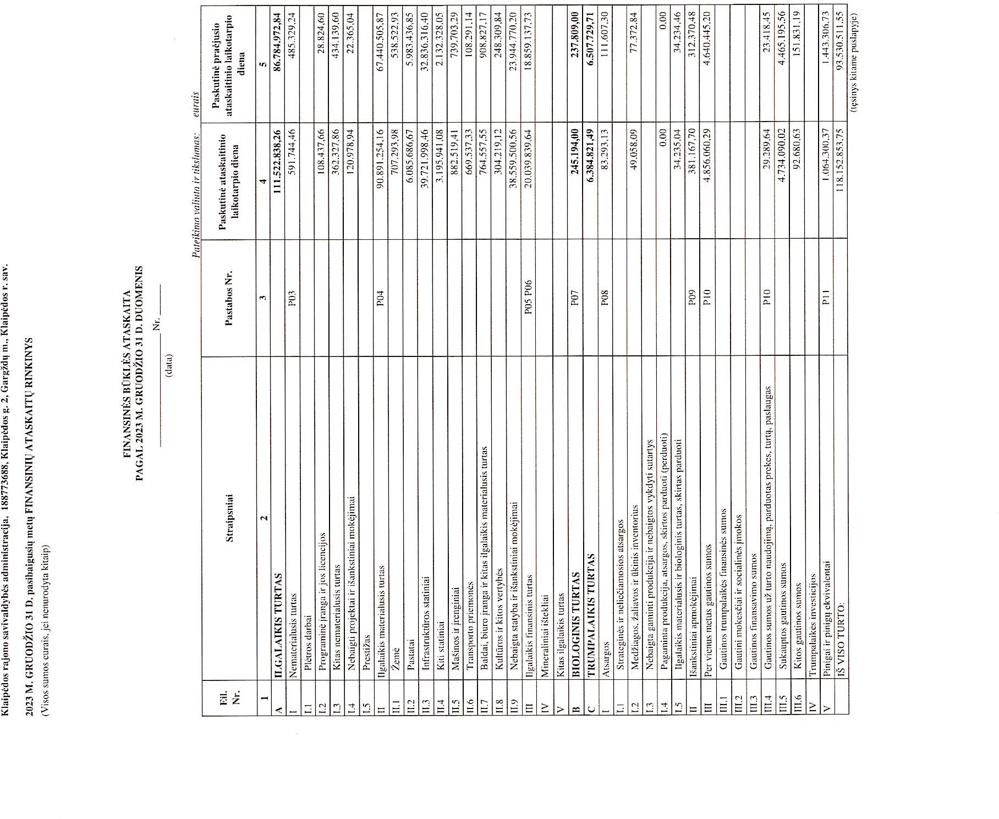 Klaipėdos rajono savivaldybės administracija, 188773688, Klaipėdos g. 2, Gargždų m., Klaipėdos r. sav.
2023 M. GRUODŽIO 31 D. pasibaigusių metų FINANSINIŲ ATASKAITŲ RINKINYS
(Visos sumos eurais, jei nenurodyta kitaip)
FINANSINĖS BŪKLĖS ATASKAITA
PAGAL 2023 M. GRUODŽIO 31 D. DUOMENIS
Nr.
(data)
Pateikimo valiuta ir tikslumas: eurais
Eil. Nr. Straipsniai Pastabos Nr. Paskutinė ataskaitinio laikotarpio diena Paskutinė praėjusio ataskaitinio laikotarpio diena
1 2 3 4 5
A ILGALAIKIS TURTAS 111.522.838,26 86.784.972,84
I Nematerialusis turtas P03 591.744,46 485.329,24
I.1 Plėtros darbai
I.2 Programinė įranga ir jos licencijos 108.437,66 28.824,60
I.3 Kitas nematerialusis turtas 362.327,86 434.139,60
I.4 Nebaigti projektai ir išankstiniai mokėjimai 120.978,94 22.365,04
I.5 Prestižas
II Ilgalaikis materialusis turtas P04 90.891.254,16 67.440.505,87
II.1 Žemė 707.293,98 538.522,93
II.2 Pastatai 6.085.686,67 5.983.436,85
II.3 Infrastruktūros statiniai 39.721.998,46 32.836.316,40
II.4 Kiti statiniai 3.195.941,08 2.132.328,05
II.5 Mašinos ir įrenginiai 882.519,41 739.703,29
II.6 Transporto priemonės 669.537,33 108.291,14
II.7 Baldai, biuro įranga ir kitas ilgalaikis materialusis turtas 764.557,55 908.827,17
II.8 Kultūros ir kitos vertybės 304.219,12 248.309,84
II.9 Nebaigta statyba ir išankstiniai mokėjimai 38.559.500,56 23.944.770,20
III Ilgalaikis finansinis turtas P05 P06 20.039.839,64 18.859.137,73
IV Mineraliniai ištekliai
V Kitas ilgalaikis turtas
B BIOLOGINIS TURTAS P07 245.194,00 237.809,00
C TRUMPALAIKIS TURTAS 6.384.821,49 6.507.729,71
I Atsargos P08 83.293,13 111.607,30
I.1 Strateginės ir neliečiamosios atsargos
I.2 Medžiagos, žaliavos ir ūkinis inventorius 49.058,09 77.372,84
I.3 Nebaigta gaminti produkcija ir nebaigtos vykdyti sutartys
I.4 Pagaminta produkcija, atsargos, skirtos parduoti (perduoti) 0,00 0,00
I.5 Ilgalaikis materialusis ir biologinis turtas, skirtas parduoti 34.235,04 34.234,46
II Išankstiniai apmokėjimai P09 381.167,70 312.370,48
III Per vienus metus gautinos sumos P10 4.856.060,29 4.640.445,20
III.1 Gautinos trumpalaikės finansinės sumos
III.2 Gautini mokesčiai ir socialinės įmokos
III.3 Gautinos finansavimo sumos
III.4 Gautinos sumos už turto naudojimą, parduotas prekes, turtą, paslaugas P10 29.289,64 23.418,45
III.5 Sukauptos gautinos sumos 4.734.090,02 4.465.195,56
III.6 Kitos gautinos sumos 92.680,63 151.831,19
IV Trumpalaikės investicijos
V Pinigai ir pinigų ekvivalentai P11 1.064.300,37 1.443.306,73
IŠ VISO TURTO: 118.152.853,75 93.530.511,55
(tęsinys kitame puslapyje)